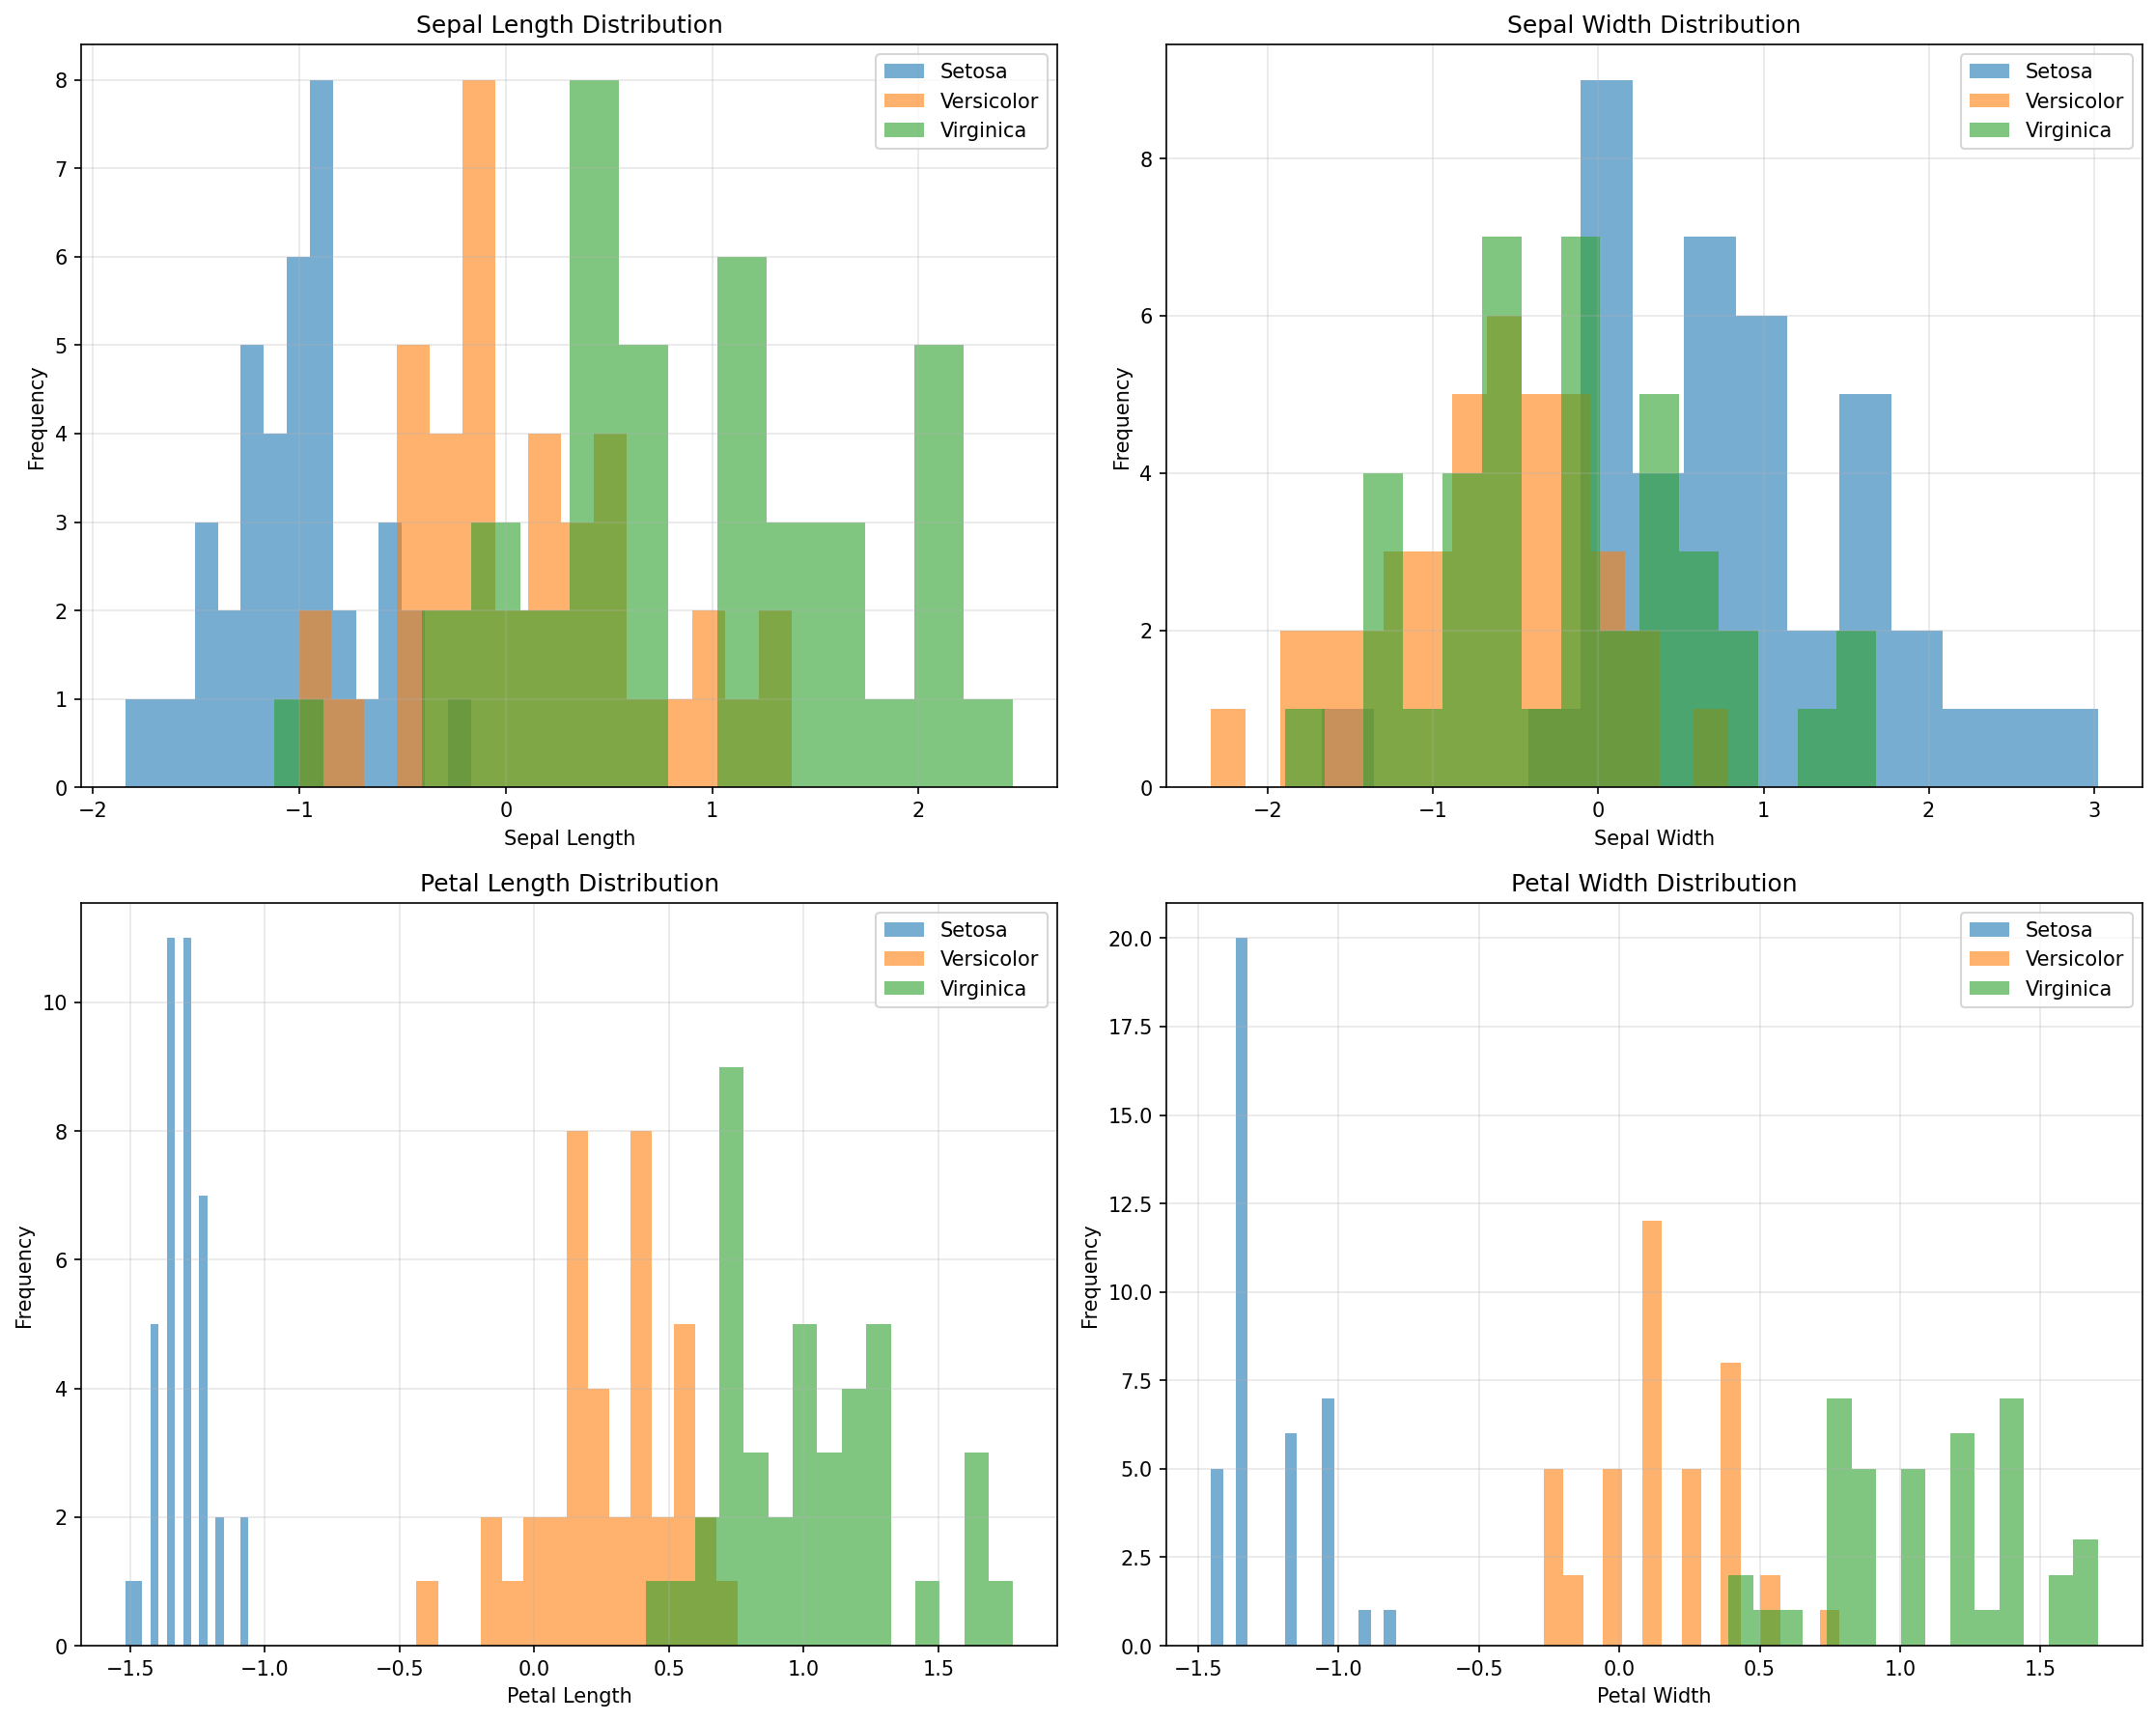 Sepal Length Distribution
Frequency
8
7
6
5
4
3
2
1
0
Setosa
Versicolor
Virginica
−2
−1
0
1
2
Sepal Length
Sepal Width Distribution
Frequency
8
6
4
2
0
Setosa
Versicolor
Virginica
−2
−1
0
1
2
3
Sepal Width
Petal Length Distribution
Frequency
10
8
6
4
2
0
Setosa
Versicolor
Virginica
−1.5
−1.0
−0.5
0.0
0.5
1.0
1.5
Petal Length
Petal Width Distribution
Frequency
20.0
17.5
15.0
12.5
10.0
7.5
5.0
2.5
0.0
Setosa
Versicolor
Virginica
−1.5
−1.0
−0.5
0.0
0.5
1.0
1.5
Petal Width